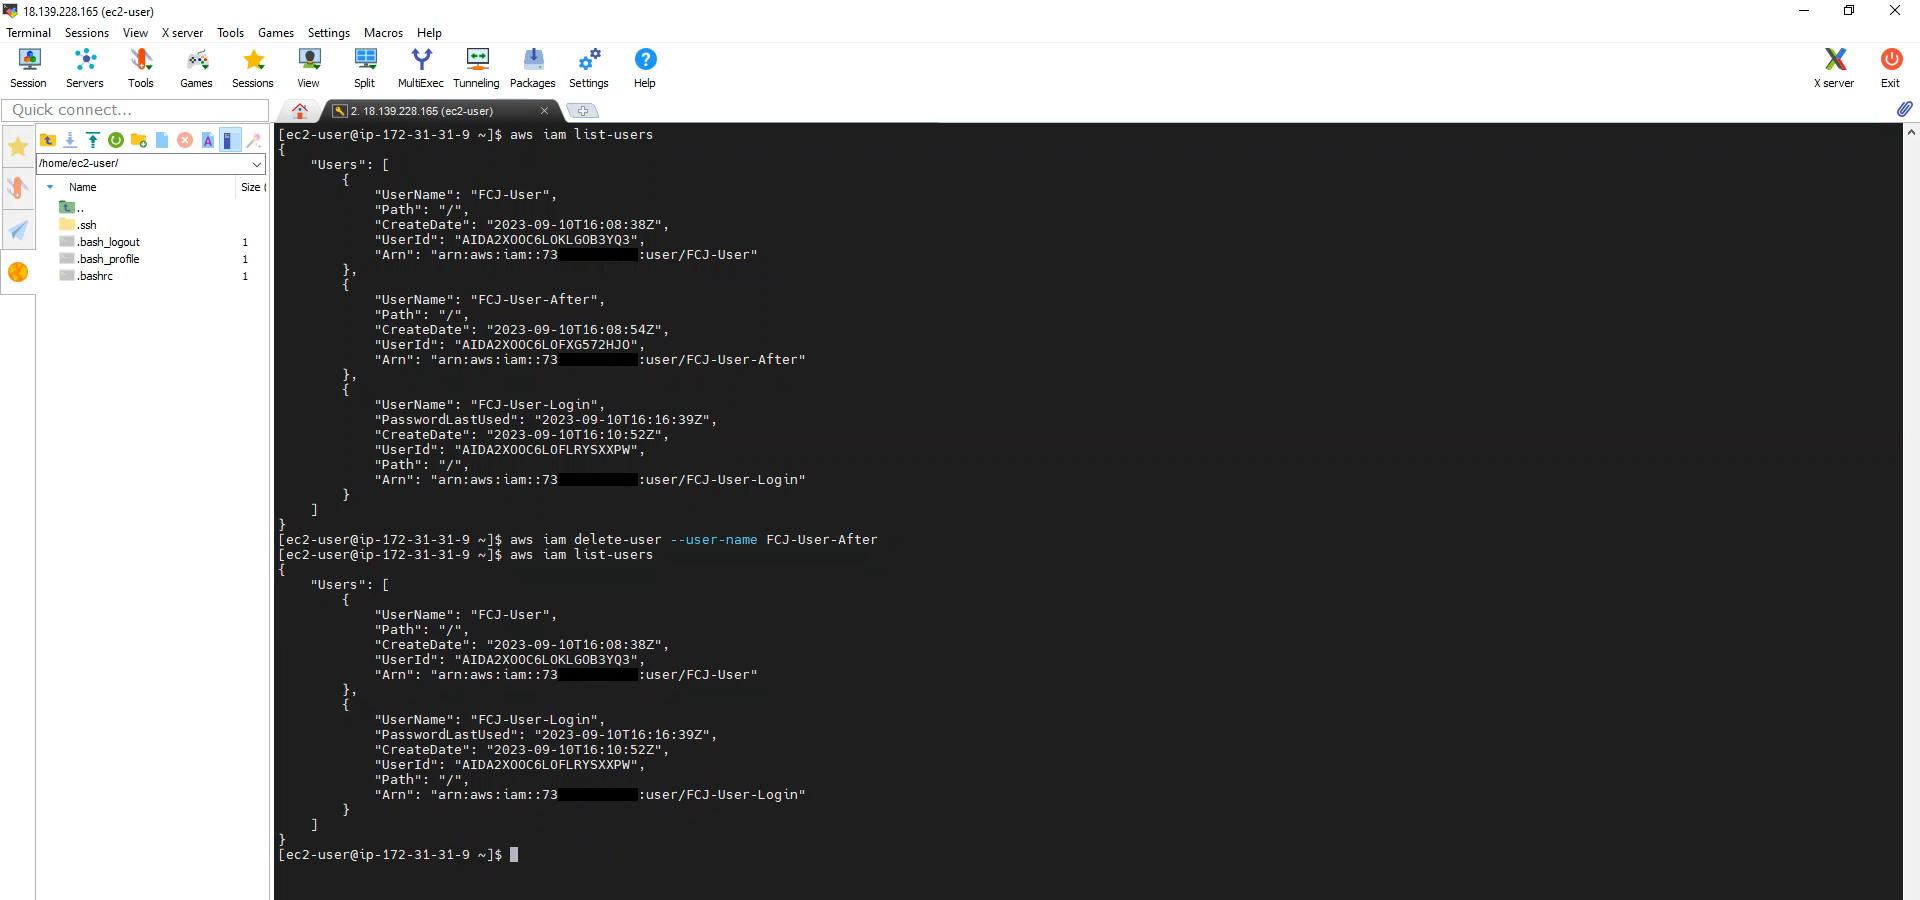 18.139.228.165 (ec2-user)
Terminal Sessions View X server Tools Games Settings Macros Help
Session Servers Tools Games Sessions View Split MultiExec Tunneling Packages Settings Help X server Exit
Quick connect...
2. 18.139.228.165 (ec2-user)
/home/ec2-user/
Name Size (
..
.ssh
.bash_logout 1
.bash_profile 1
.bashrc 1
[ec2-user@ip-172-31-31-9 ~]$ aws iam list-users
{
    "Users": [
        {
            "UserName": "FCJ-User",
            "Path": "/",
            "CreateDate": "2023-09-10T16:08:38Z",
            "UserId": "AIDA2XOOC6LOKLGOB3YQ3",
            "Arn": "arn:aws:iam::73 :user/FCJ-User"
        },
        {
            "UserName": "FCJ-User-After",
            "Path": "/",
            "CreateDate": "2023-09-10T16:08:54Z",
            "UserId": "AIDA2XOOC6LOFXG572HJO",
            "Arn": "arn:aws:iam::73 :user/FCJ-User-After"
        },
        {
            "UserName": "FCJ-User-Login",
            "PasswordLastUsed": "2023-09-10T16:16:39Z",
            "CreateDate": "2023-09-10T16:10:52Z",
            "UserId": "AIDA2XOOC6LOFLRYSXXPW",
            "Path": "/",
            "Arn": "arn:aws:iam::73 :user/FCJ-User-Login"
        }
    ]
}
[ec2-user@ip-172-31-31-9 ~]$ aws iam delete-user --user-name FCJ-User-After
[ec2-user@ip-172-31-31-9 ~]$ aws iam list-users
{
    "Users": [
        {
            "UserName": "FCJ-User",
            "Path": "/",
            "CreateDate": "2023-09-10T16:08:38Z",
            "UserId": "AIDA2XOOC6LOKLGOB3YQ3",
            "Arn": "arn:aws:iam::73 :user/FCJ-User"
        },
        {
            "UserName": "FCJ-User-Login",
            "PasswordLastUsed": "2023-09-10T16:16:39Z",
            "CreateDate": "2023-09-10T16:10:52Z",
            "UserId": "AIDA2XOOC6LOFLRYSXXPW",
            "Path": "/",
            "Arn": "arn:aws:iam::73 :user/FCJ-User-Login"
        }
    ]
}
[ec2-user@ip-172-31-31-9 ~]$